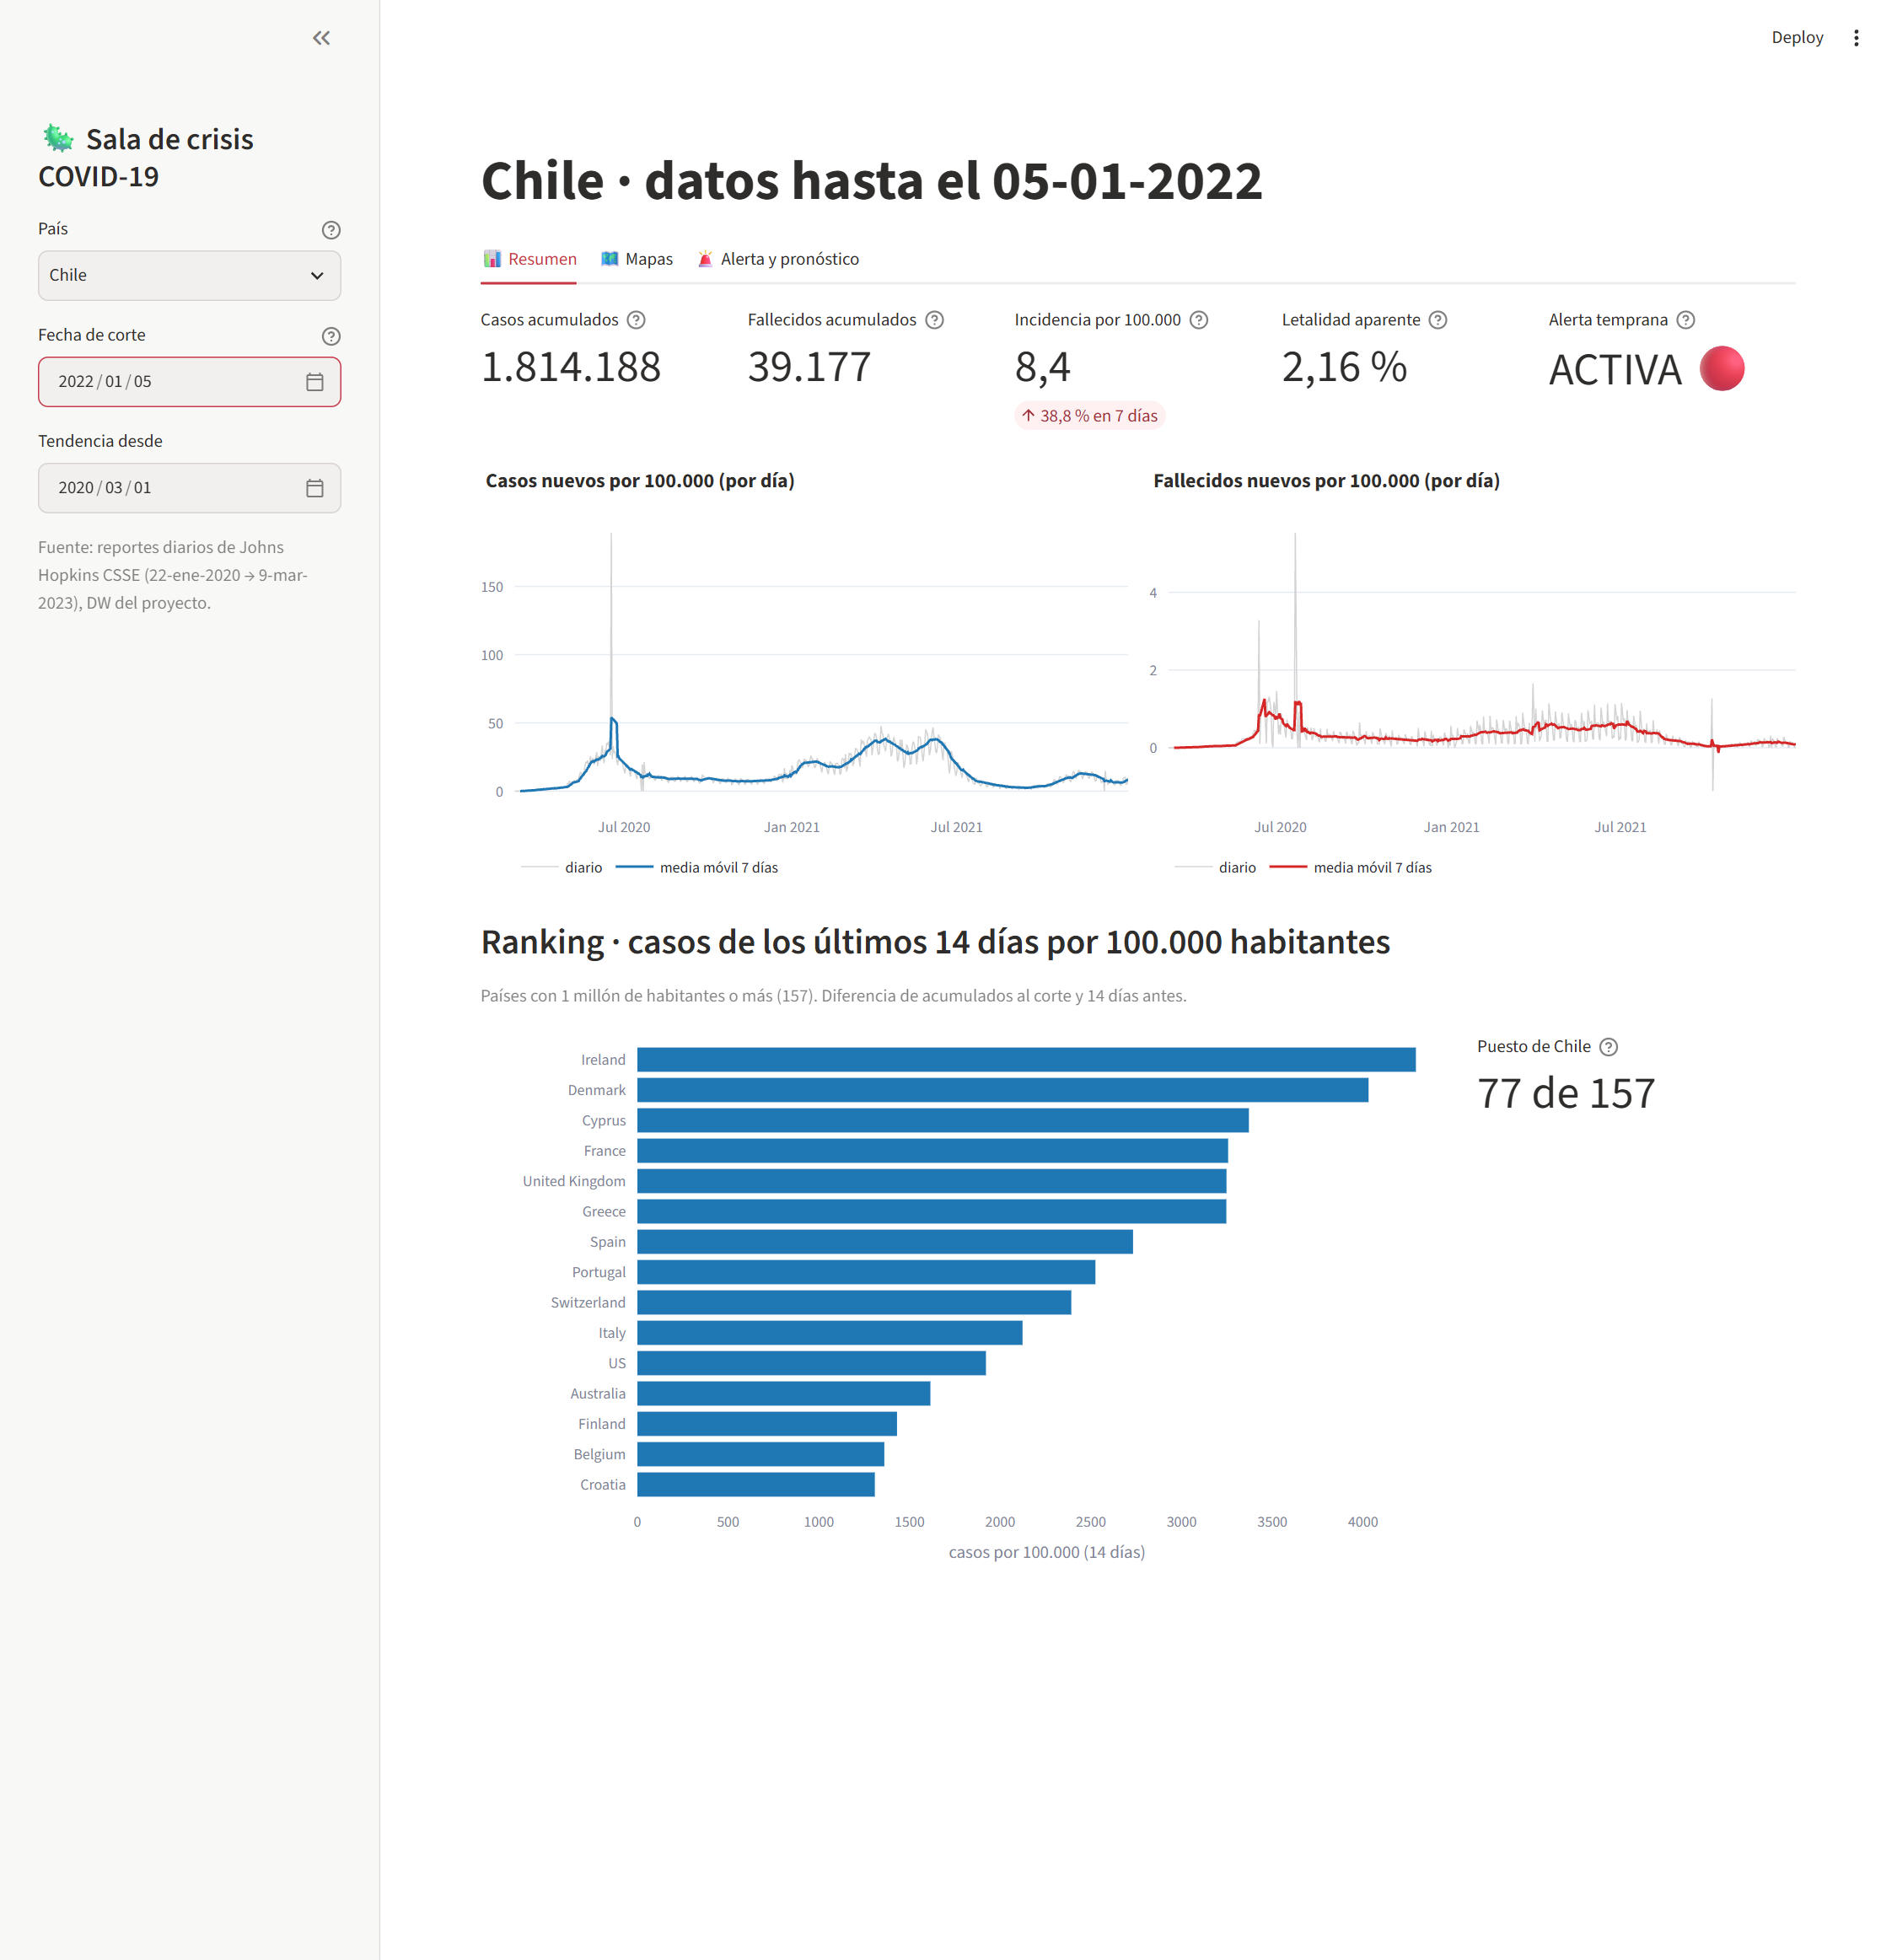 Deploy
Sala de crisis
COVID-19
País
Chile
Fecha de corte
2022/01/05
Tendencia desde
2020/03/01
Fuente: reportes diarios de Johns
Hopkins CSSE (22-ene-2020 → 9-mar-
2023), DW del proyecto.
Chile · datos hasta el 05-01-2022
Resumen Mapas Alerta y pronóstico
Casos acumulados
1.814.188
Fallecidos acumulados
39.177
Incidencia por 100.000
8,4
↑ 38,8 % en 7 días
Letalidad aparente
2,16 %
Alerta temprana
ACTIVA
Casos nuevos por 100.000 (por día)
150
100
50
0
Jul 2020 Jan 2021 Jul 2021
diario media móvil 7 días
Fallecidos nuevos por 100.000 (por día)
4
2
0
Jul 2020 Jan 2021 Jul 2021
diario media móvil 7 días
Ranking · casos de los últimos 14 días por 100.000 habitantes
Países con 1 millón de habitantes o más (157). Diferencia de acumulados al corte y 14 días antes.
Ireland
Denmark
Cyprus
France
United Kingdom
Greece
Spain
Portugal
Switzerland
Italy
US
Australia
Finland
Belgium
Croatia
0 500 1000 1500 2000 2500 3000 3500 4000
casos por 100.000 (14 días)
Puesto de Chile
77 de 157